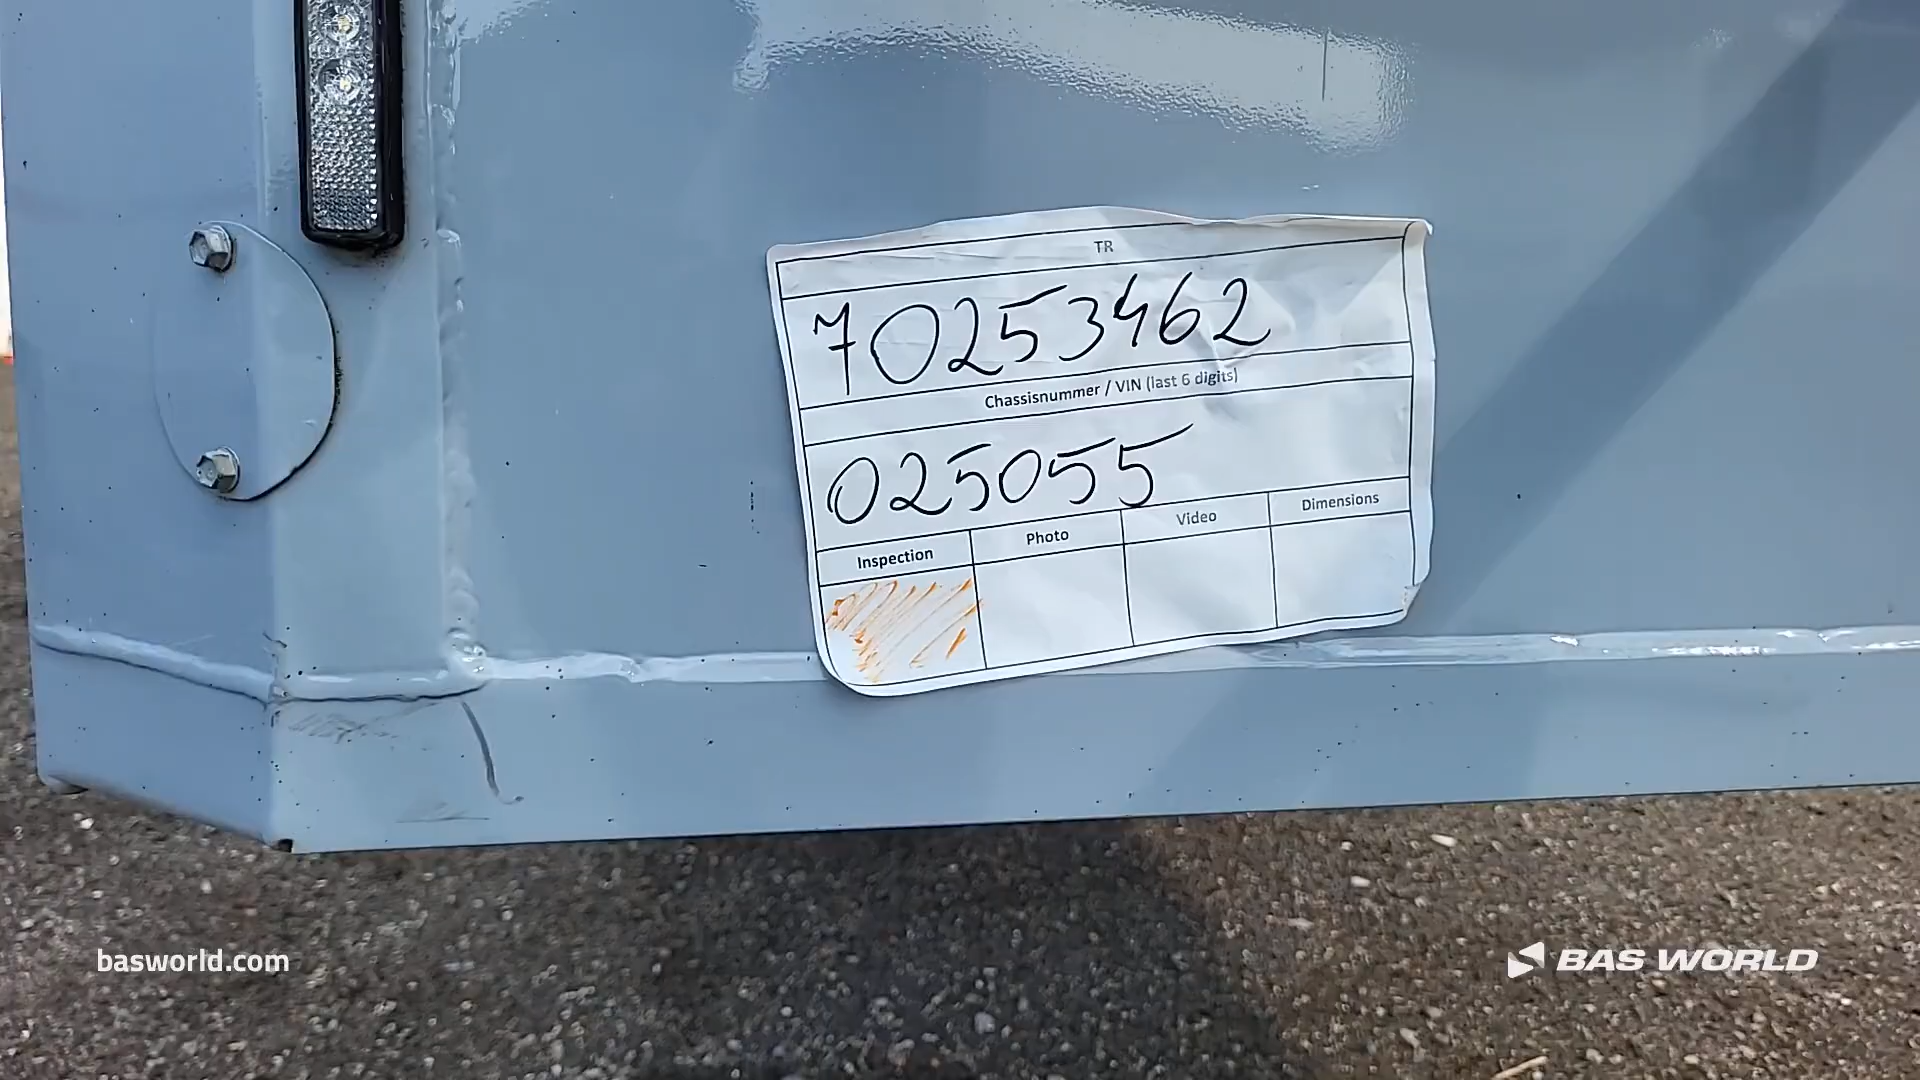 TR
70253462
Chassisnummer / VIN (last 6 digits)
025055
Inspection Photo Video Dimensions
basworld.com BAS WORLD